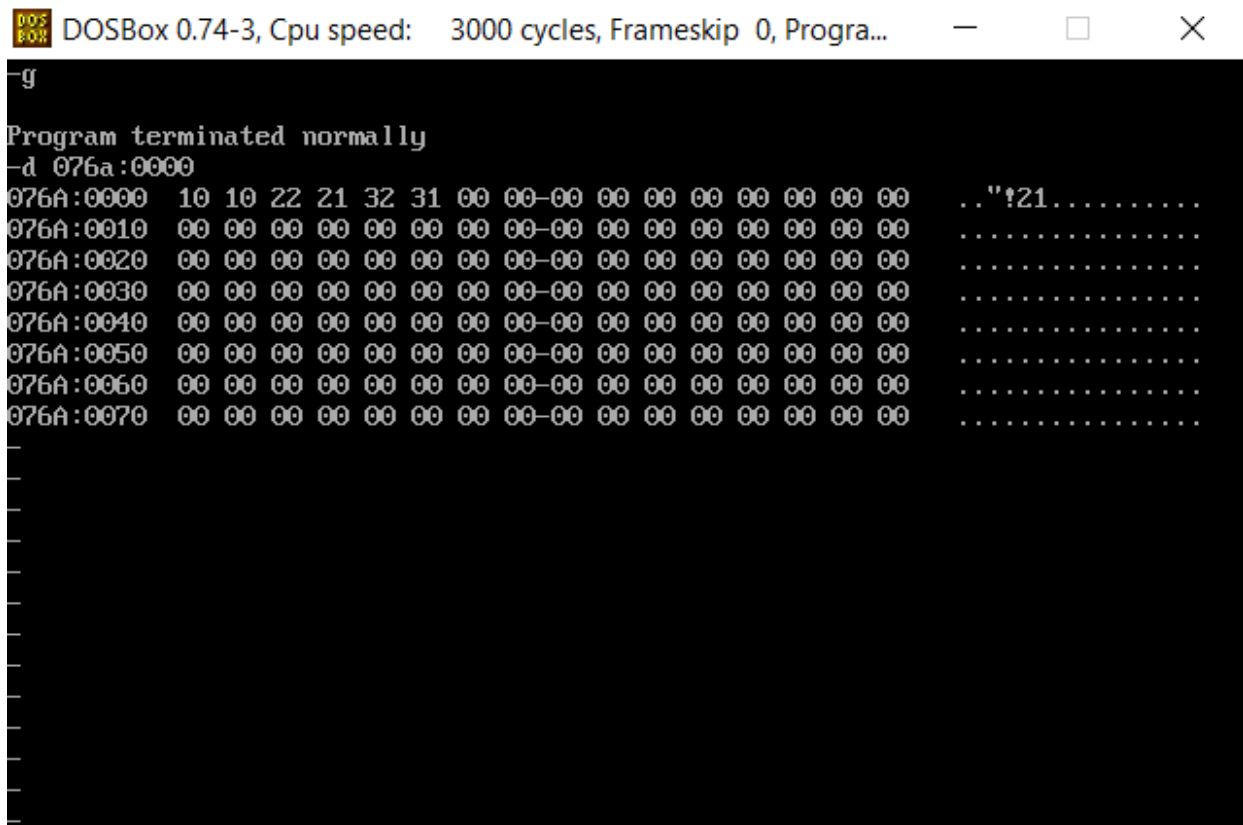 DOS BOX DOSBox 0.74-3, Cpu speed: 3000 cycles, Frameskip 0, Progra...
-g
Program terminated normally
-d 076a:0000
076A:0000 10 10 22 21 32 31 00 00-00 00 00 00 00 00 00 00 .."!21..........
076A:0010 00 00 00 00 00 00 00 00-00 00 00 00 00 00 00 00 ................
076A:0020 00 00 00 00 00 00 00 00-00 00 00 00 00 00 00 00 ................
076A:0030 00 00 00 00 00 00 00 00-00 00 00 00 00 00 00 00 ................
076A:0040 00 00 00 00 00 00 00 00-00 00 00 00 00 00 00 00 ................
076A:0050 00 00 00 00 00 00 00 00-00 00 00 00 00 00 00 00 ................
076A:0060 00 00 00 00 00 00 00 00-00 00 00 00 00 00 00 00 ................
076A:0070 00 00 00 00 00 00 00 00-00 00 00 00 00 00 00 00 ................
-
-
-
-
-
-
-
-
-
-
-
-
-